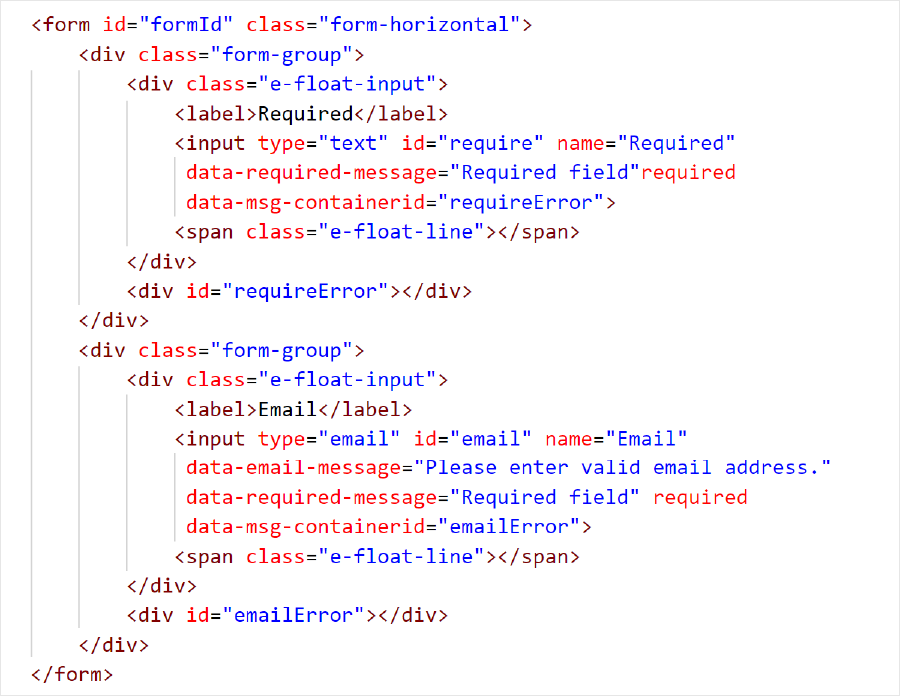 <form id="formId" class="form-horizontal">
<div class="form-group">
<div class="e-float-input">
<label>Required</label>
<input type="text" id="require" name="Required"
data-required-message="Required field"required
data-msg-containerid="requireError">
<span class="e-float-line"></span>
</div>
<div id="requireError"></div>
</div>
<div class="form-group">
<div class="e-float-input">
<label>Email</label>
<input type="email" id="email" name="Email"
data-email-message="Please enter valid email address."
data-required-message="Required field" required
data-msg-containerid="emailError">
<span class="e-float-line"></span>
</div>
<div id="emailError"></div>
</div>
</form>